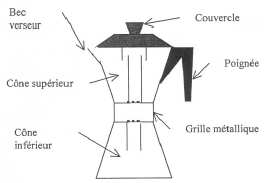 Bec
verseur
Couvercle
Poignée
Cône supérieur
Grille métallique
Cône
inférieur